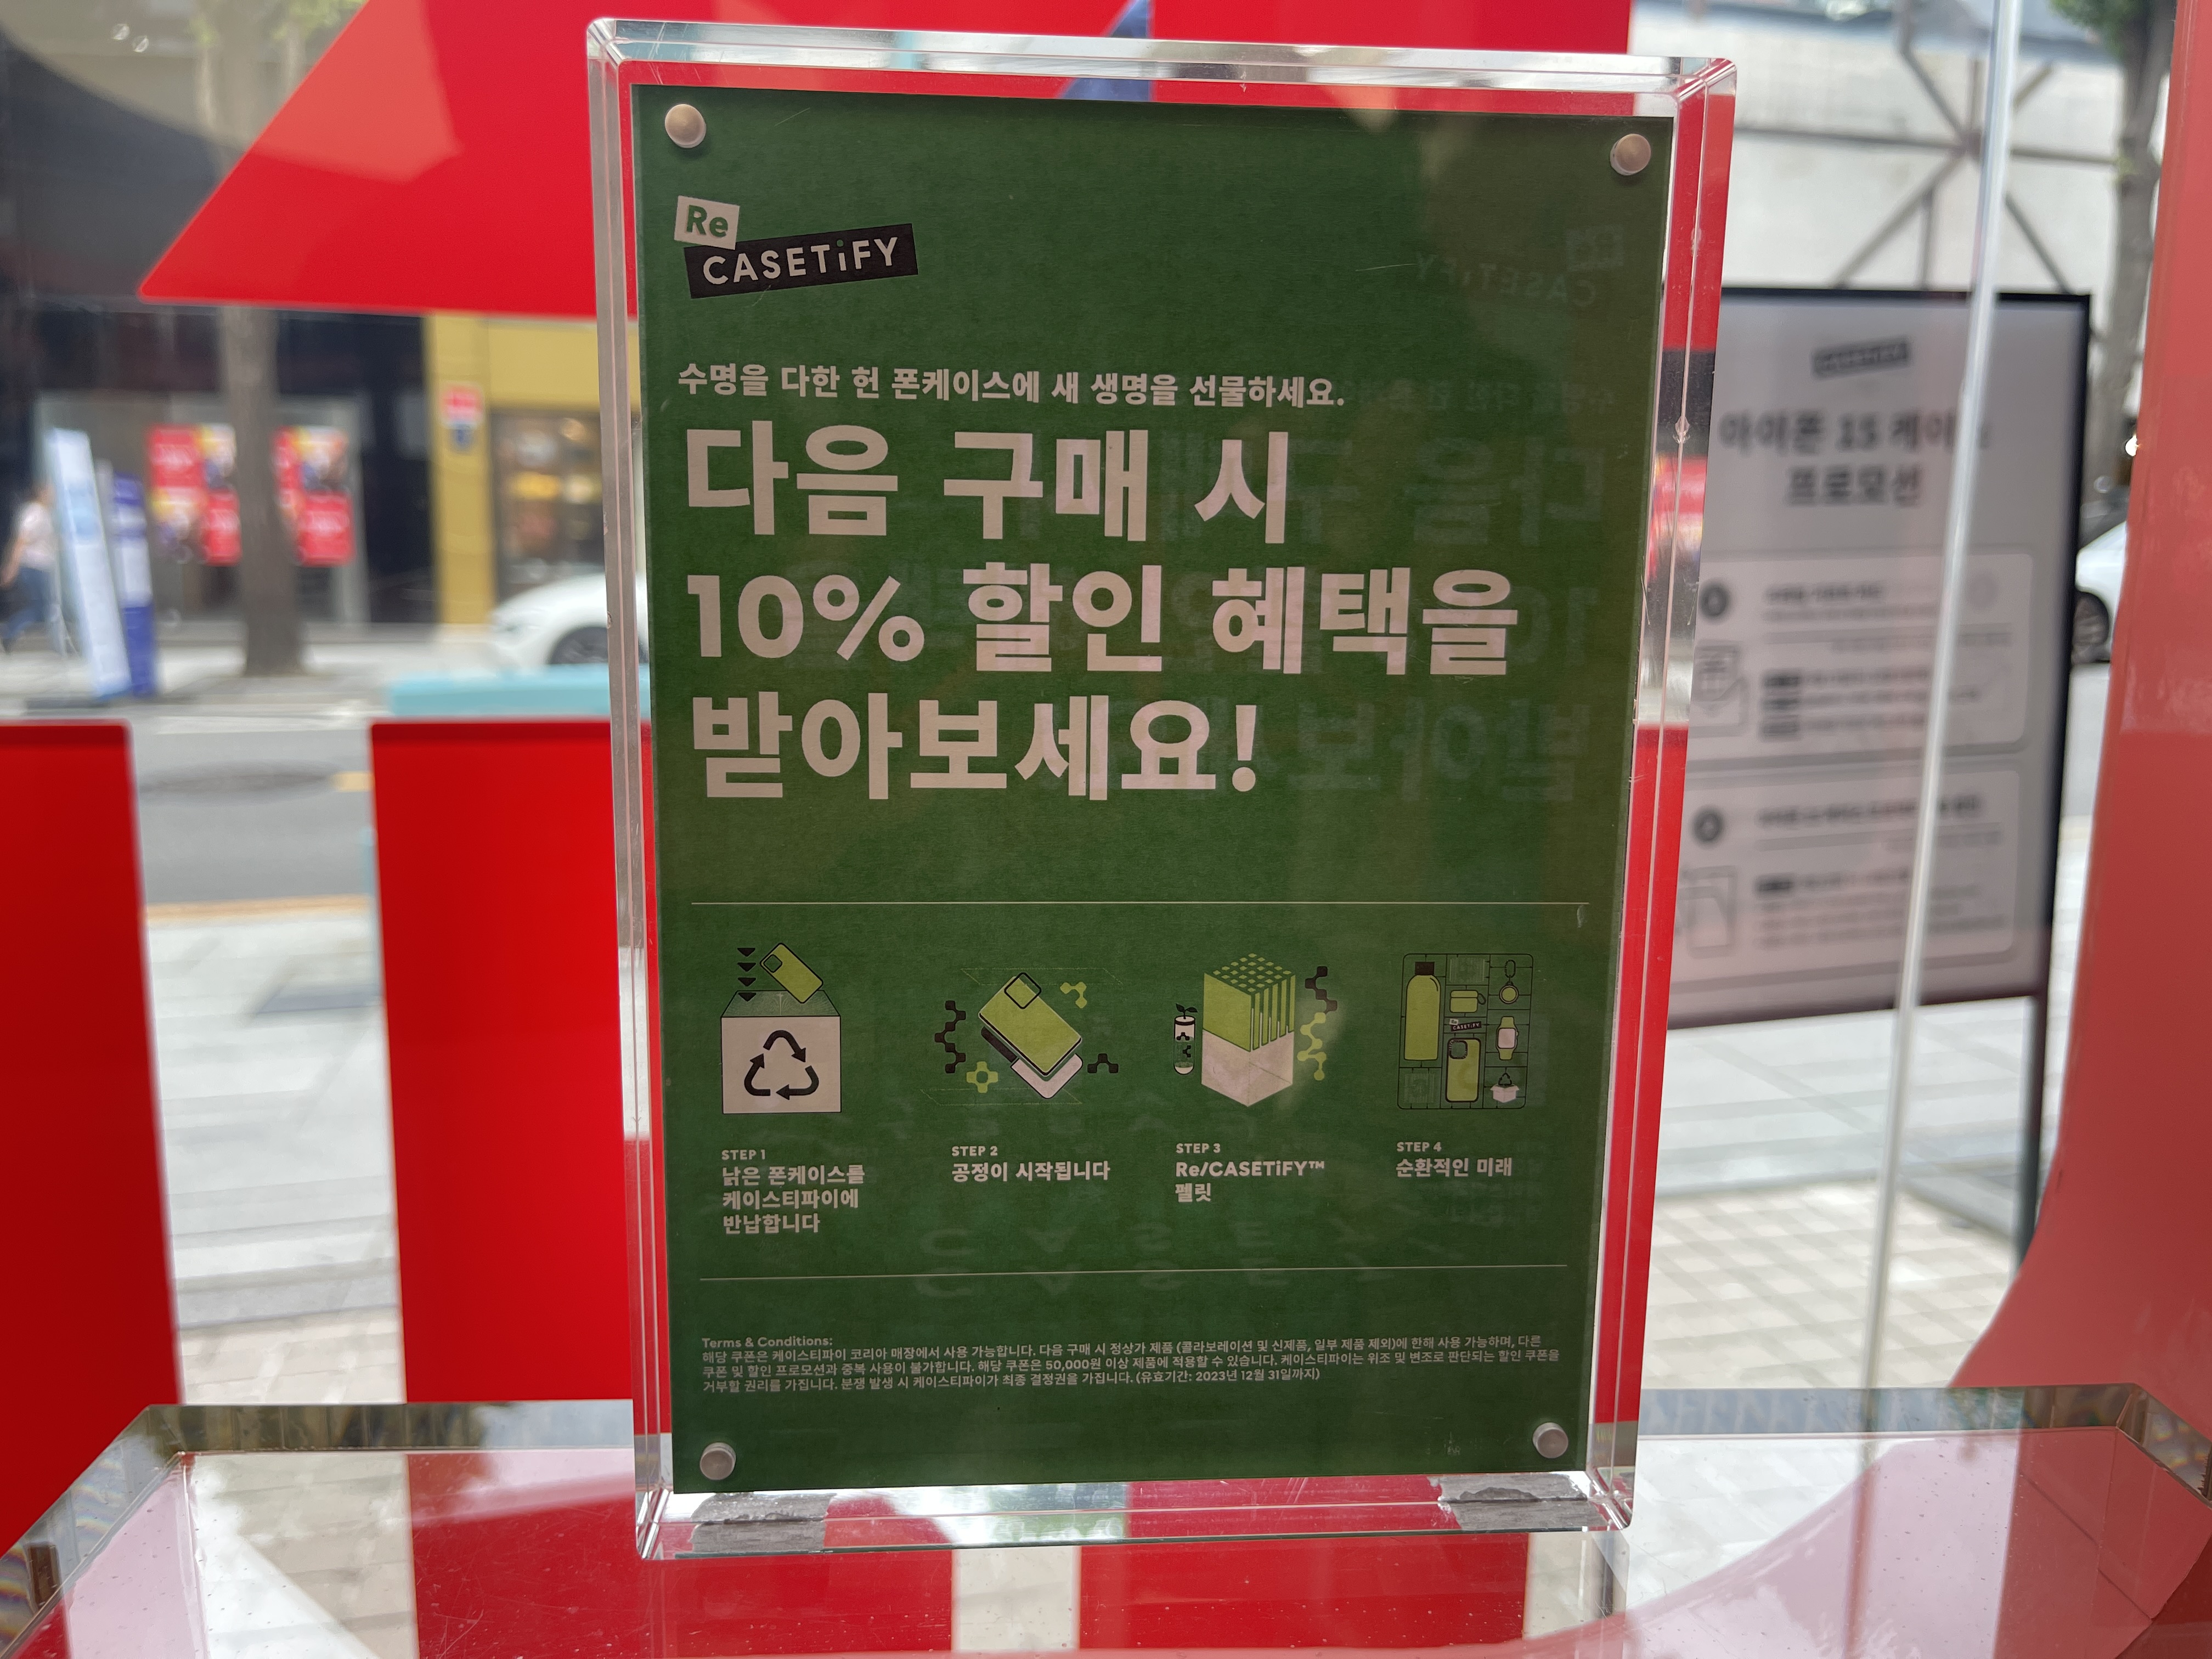 Re
CASETiFY
수명을 다한 헌 폰케이스에 새 생명을 선물하세요.
다음 구매 시
10% 할인 혜택을
받아보세요!
STEP 1
낡은 폰케이스를
케이스티파이에
반납합니다
STEP 2
공정이 시작됩니다
STEP 3
Re/CASETiFY™
펠릿
STEP 4
순환적인 미래
Terms & Conditions:
해당 쿠폰은 케이스티파이 코리아 매장에서 사용 가능합니다. 다음 구매 시 정상가 제품 (콜라보레이션 및 신제품, 일부 제품 제외)에 한해 사용 가능하며, 다른
쿠폰 및 할인 프로모션과 중복 사용이 불가합니다. 해당 쿠폰은 50,000원 이상 제품에 적용할 수 있습니다. 케이스티파이는 위조 및 변조로 판단되는 할인 쿠폰을
거부할 권리를 가집니다. 분쟁 발생 시 케이스티파이가 최종 결정권을 가집니다. (유효기간: 2023년 12월 31일까지)
아이폰 15 케이스
프로모션